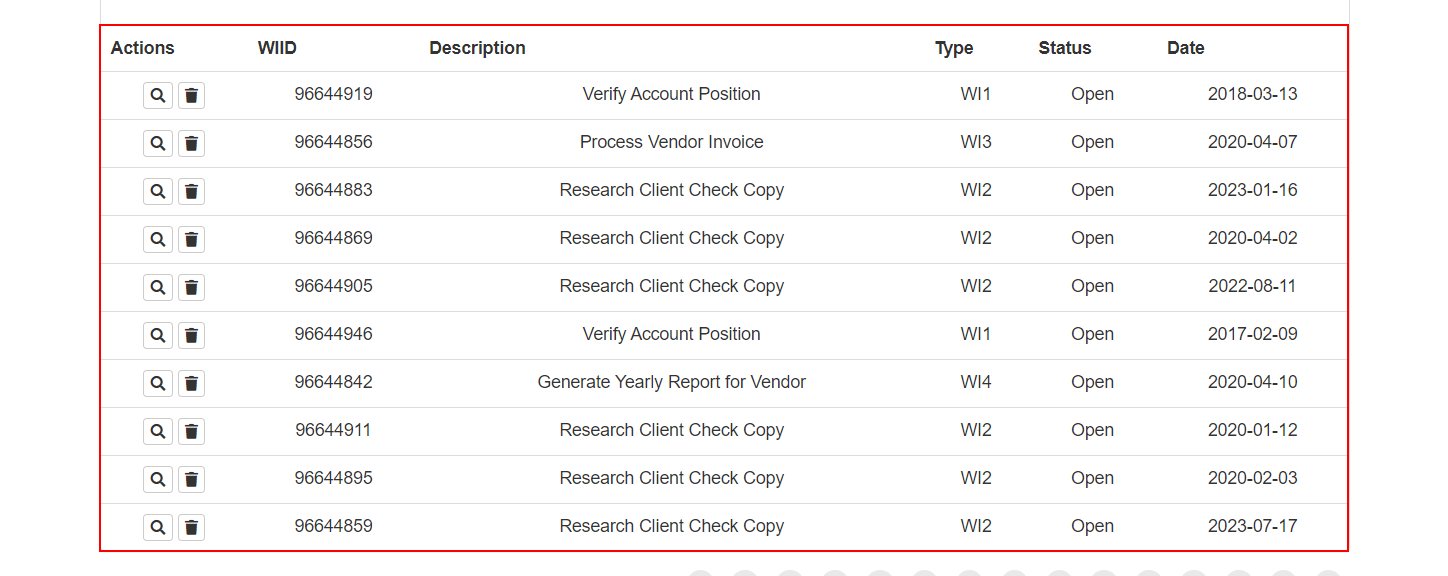 Actions WIID Description Type Status Date
96644919 Verify Account Position WI1 Open 2018-03-13
96644856 Process Vendor Invoice WI3 Open 2020-04-07
96644883 Research Client Check Copy WI2 Open 2023-01-16
96644869 Research Client Check Copy WI2 Open 2020-04-02
96644905 Research Client Check Copy WI2 Open 2022-08-11
96644946 Verify Account Position WI1 Open 2017-02-09
96644842 Generate Yearly Report for Vendor WI4 Open 2020-04-10
96644911 Research Client Check Copy WI2 Open 2020-01-12
96644895 Research Client Check Copy WI2 Open 2020-02-03
96644859 Research Client Check Copy WI2 Open 2023-07-17